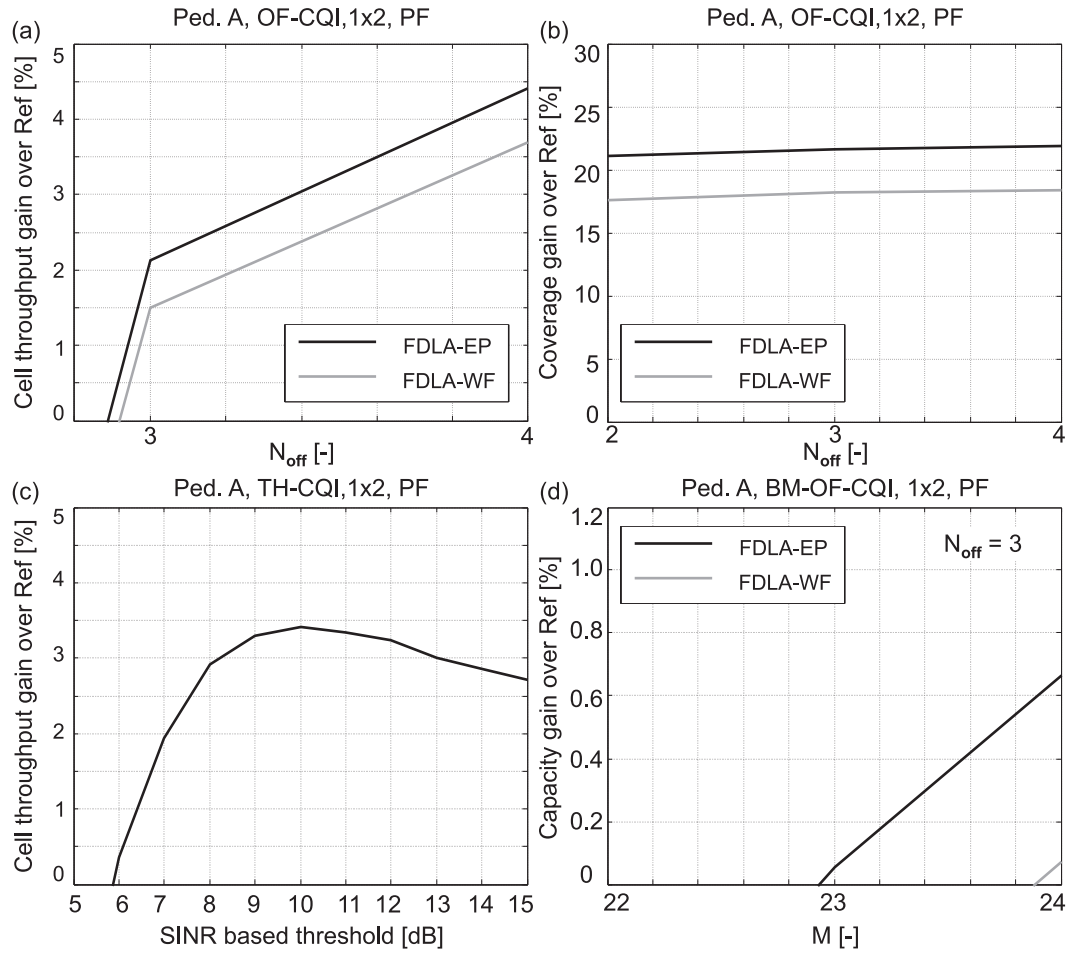 (a)
Ped. A, OF-CQI,1x2, PF
Cell throughput gain over Ref [%]
5
4
3
2
1
0
3
4
N_off [-]
FDLA-EP
FDLA-WF
(b)
Ped. A, OF-CQI,1x2, PF
Coverage gain over Ref [%]
30
25
20
15
10
5
0
2
3
4
N_off [-]
FDLA-EP
FDLA-WF
(c)
Ped. A, TH-CQI,1x2, PF
Cell throughput gain over Ref [%]
5
4
3
2
1
0
5 6 7 8 9 10 11 12 13 14 15
SINR based threshold [dB]
(d)
Ped. A, BM-OF-CQI, 1x2, PF
Capacity gain over Ref [%]
1.2
1.0
0.8
0.6
0.4
0.2
0
22
23
24
M [-]
FDLA-EP
FDLA-WF
N_off = 3